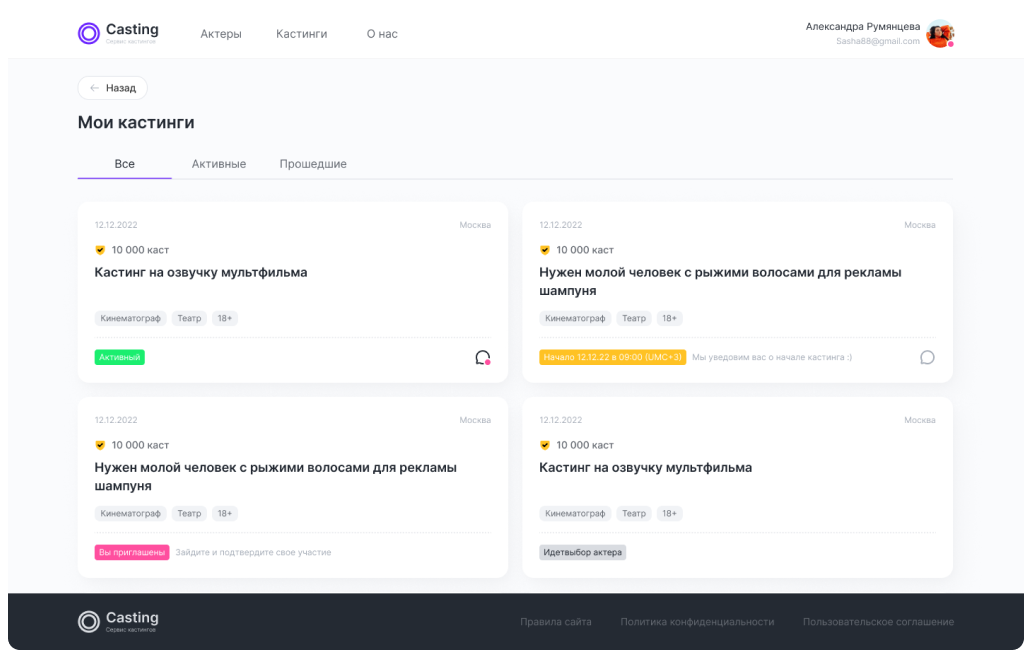 Casting
Сервис кастингов
Актеры
Кастинги
О нас
Александра Румянцева
Sasha88@gmail.com
Назад
Мои кастинги
Все
Активные
Прошедшие
12.12.2022
Москва
10 000 каст
Кастинг на озвучку мультфильма
Кинематограф
Театр
18+
Активный
12.12.2022
Москва
10 000 каст
Нужен молой человек с рыжими волосами для рекламы
шампуня
Кинематограф
Театр
18+
Начало 12.12.22 в 09:00 (UMC+3)
Мы уведовим вас о начале кастинга :)
12.12.2022
Москва
10 000 каст
Нужен молой человек с рыжими волосами для рекламы
шампуня
Кинематограф
Театр
18+
Вы приглашены
Зайдите и подтвердите свое участие
12.12.2022
Москва
10 000 каст
Кастинг на озвучку мультфильма
Кинематограф
Театр
18+
Идетвыбор актера
Casting
Сервис кастингов
Правила сайта
Политика конфиденциальности
Пользовательское соглашение